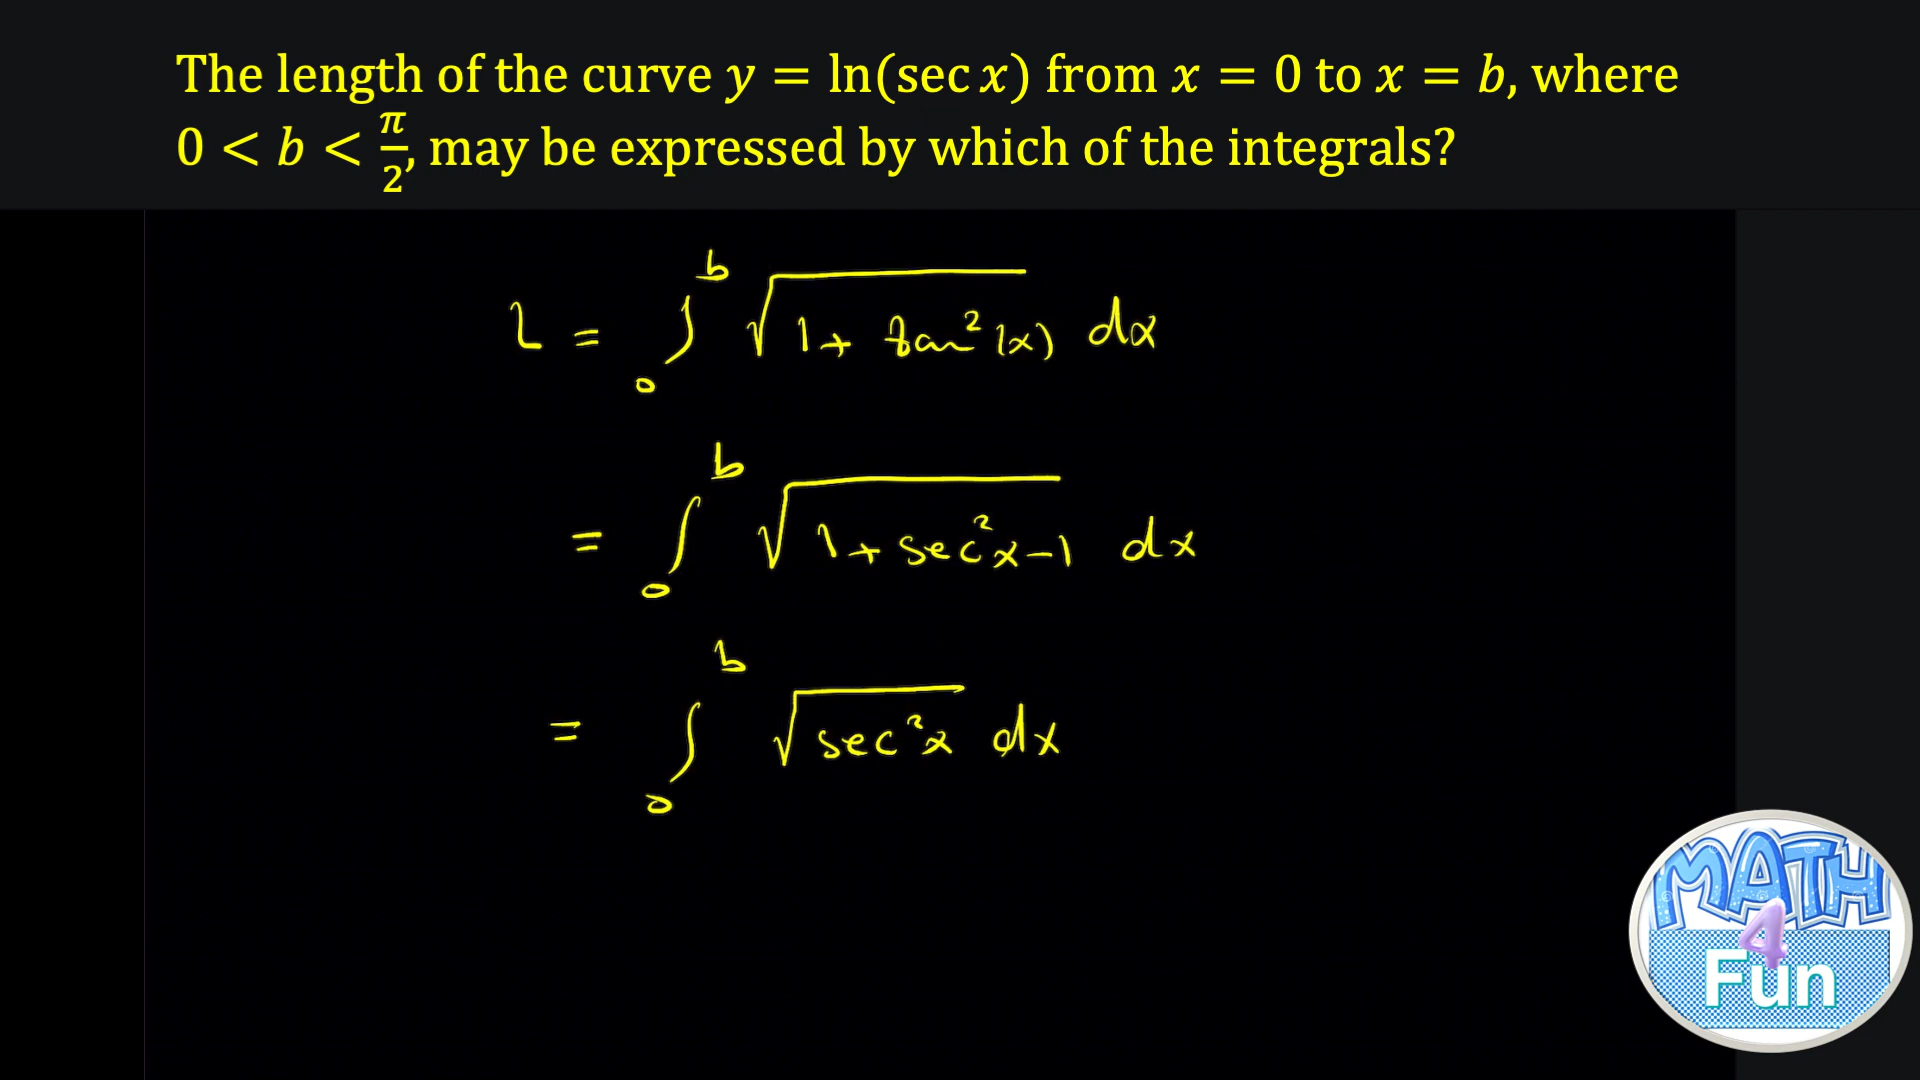 The length of the curve y = ln(sec x) from x = 0 to x = b, where
0 < b < π/2, may be expressed by which of the integrals?
L = ∫₀ᵇ √(1 + tan²(x)) dx
= ∫₀ᵇ √(1 + sec²x − 1) dx
= ∫₀ᵇ √(sec²x) dx
MATH
4
Fun